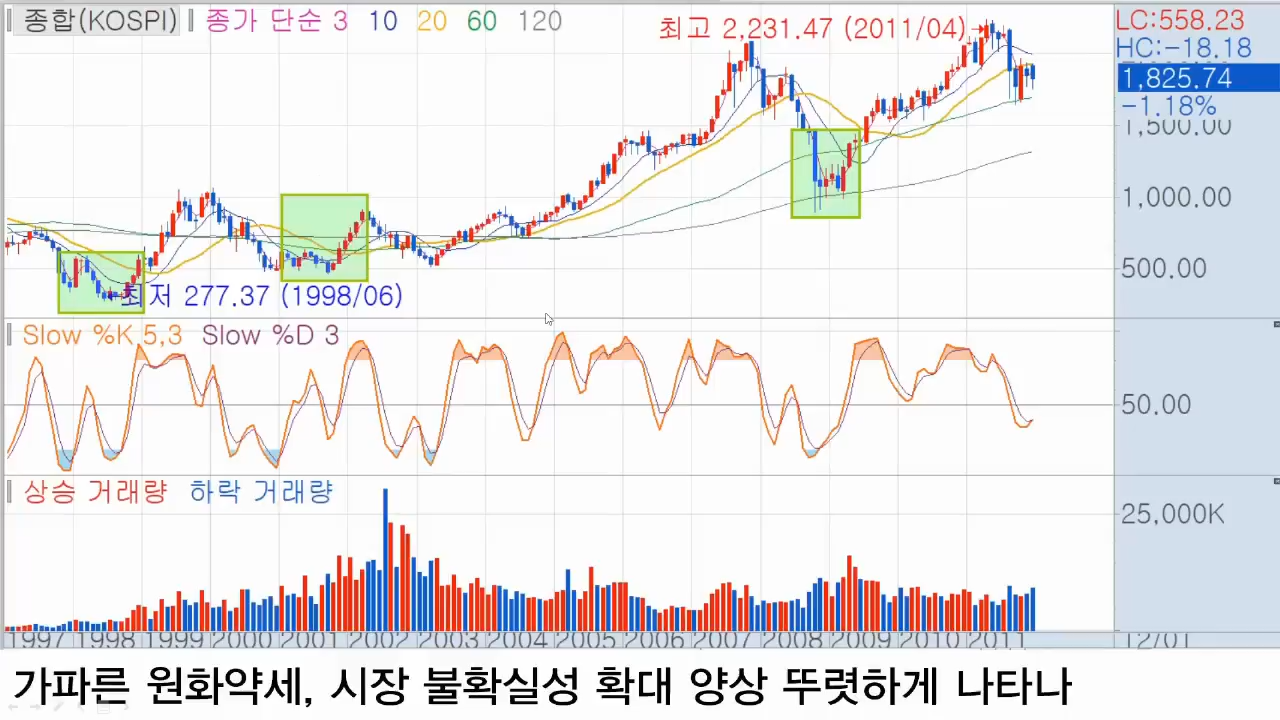 종합(KOSPI) 종가 단순 3 10 20 60 120
최고 2,231.47 (2011/04)
LC:558.23
HC:-18.18
1,825.74
-1.18%
1,500.00
1,000.00
500.00
최저 277.37 (1998/06)
Slow %K 5,3 Slow %D 3
50.00
상승 거래량 하락 거래량
25,000K
1997 1998 1999 2000 2001 2002 2003 2004 2005 2006 2007 2008 2009 2010 2011 12/01
가파른 원화약세, 시장 불확실성 확대 양상 뚜렷하게 나타나